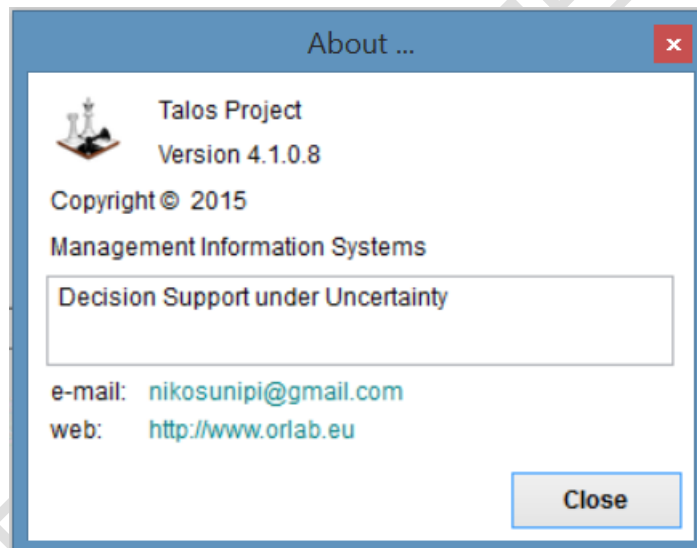 About ...
x
Talos Project
Version 4.1.0.8
Copyright © 2015
Management Information Systems
Decision Support under Uncertainty
e-mail: nikosunipi@gmail.com
web: http://www.orlab.eu
Close